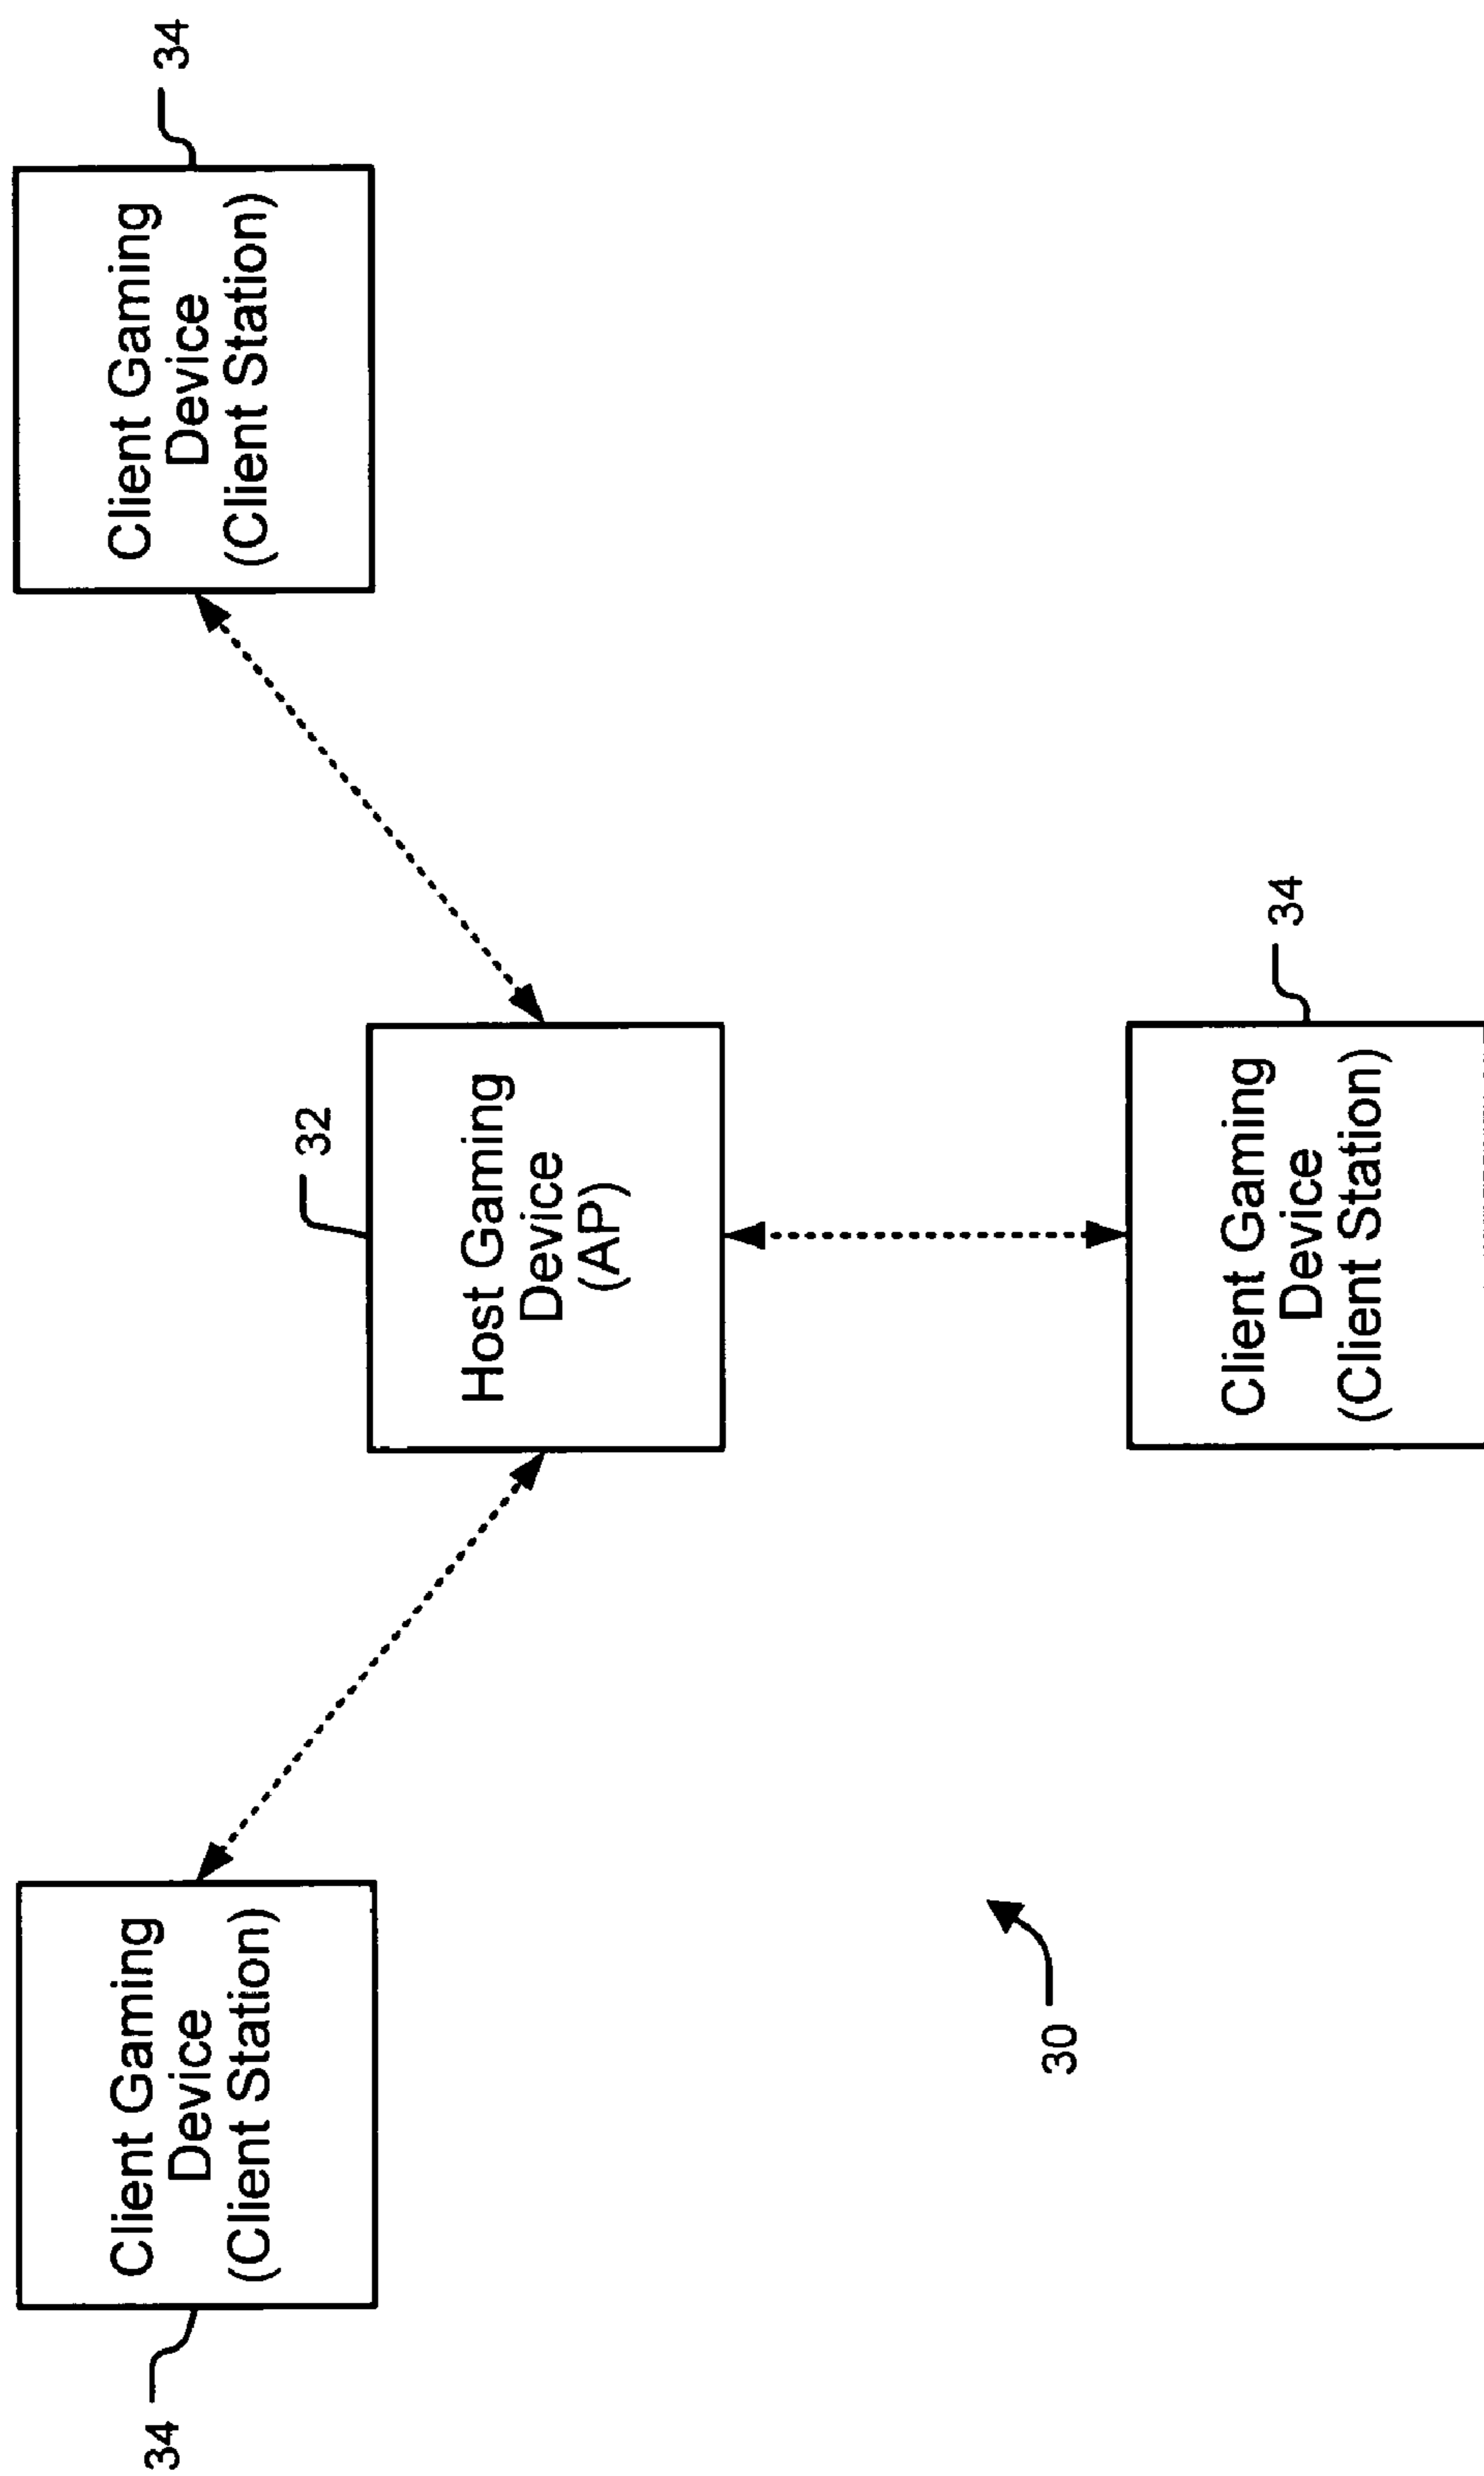 34
Client Gaming
Device
(Client Station)
Client Gaming
Device
(Client Station)
34
32
Host Gaming
Device
(AP)
30
Client Gaming
Device
(Client Station)
34